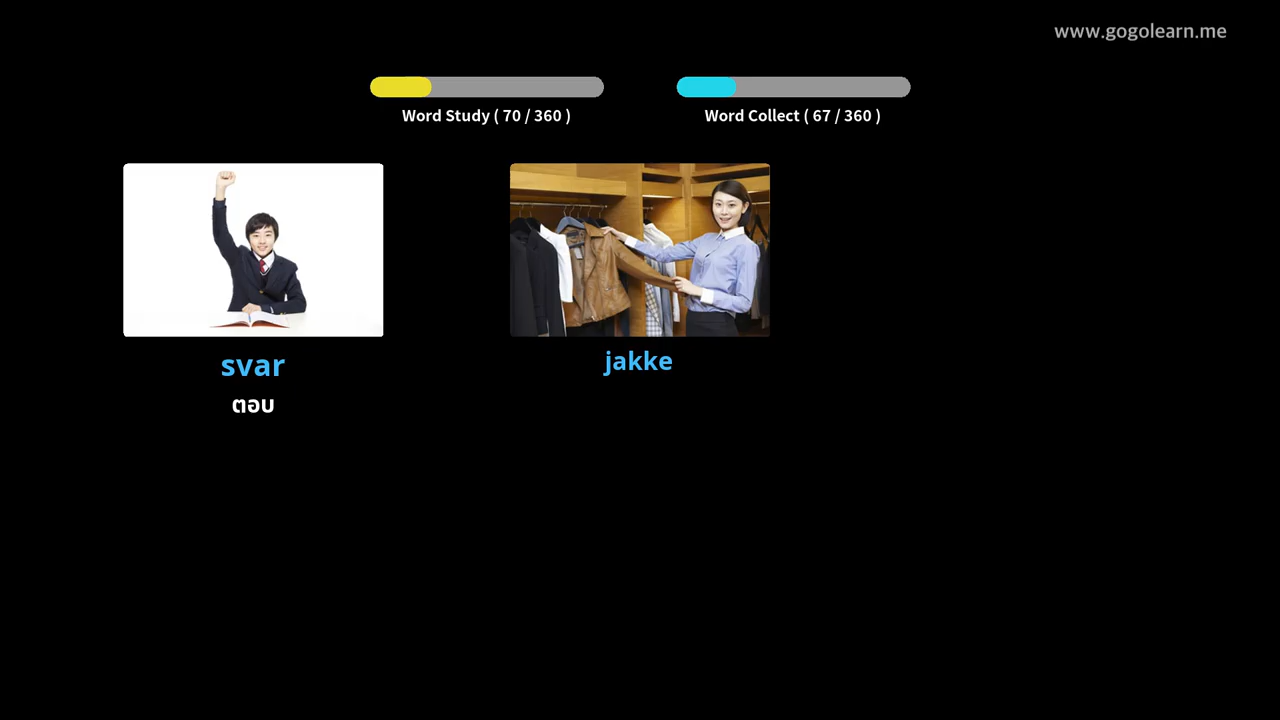 www.gogolearn.me
Word Study ( 70 / 360 )
Word Collect ( 67 / 360 )
svar
jakke
ตอบ